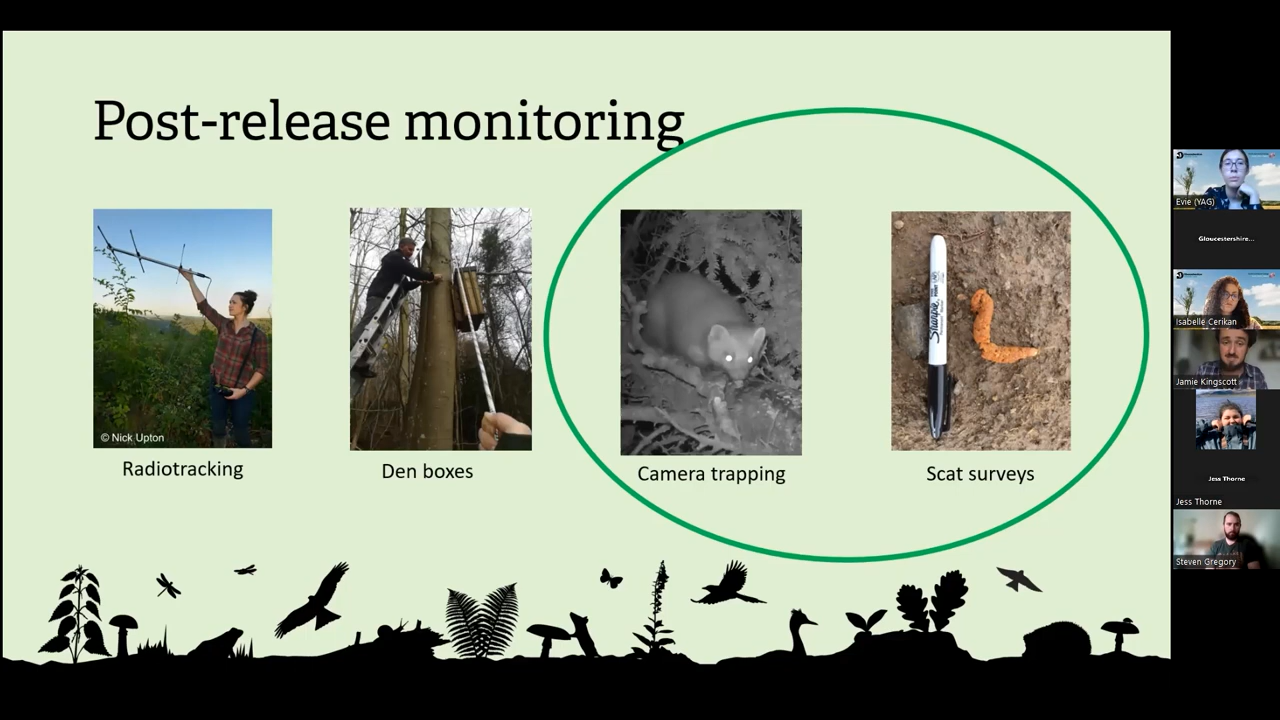 Post-release monitoring
© Nick Upton
Sharpie
Radiotracking
Den boxes
Camera trapping
Scat surveys
Evie (YAG)
Gloucestershire...
Isabelle Cerikan
Jamie Kingscott
Jess Thorne
Jess Thorne
Steven Gregory